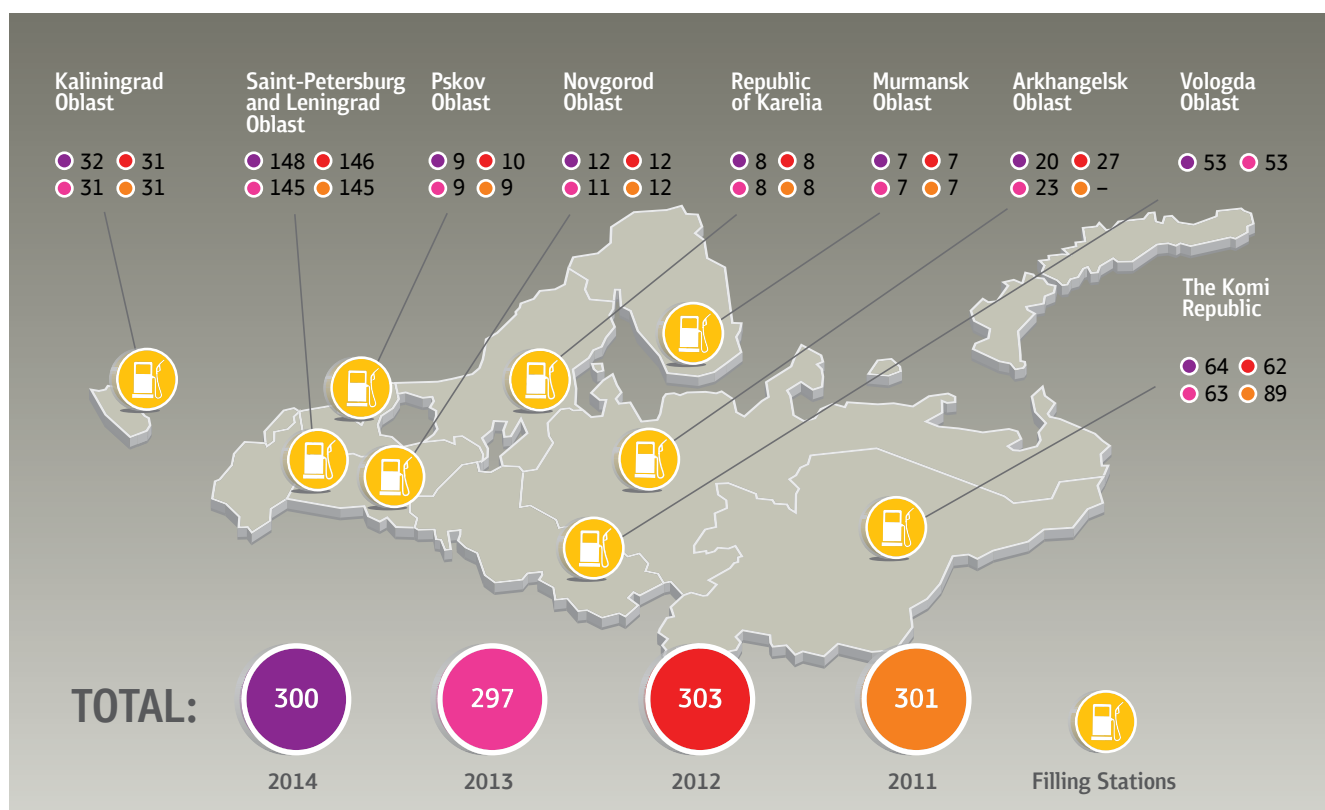 Kaliningrad
Oblast
32 31
31 31
Saint-Petersburg
and Leningrad
Oblast
148 146
145 145
Pskov
Oblast
9 10
9 9
Novgorod
Oblast
12 12
11 12
Republic
of Karelia
8 8
8 8
Murmansk
Oblast
7 7
7 7
Arkhangelsk
Oblast
20 27
23 –
Vologda
Oblast
53 53
The Komi
Republic
64 62
63 89
TOTAL:
300
297
303
301
2014
2013
2012
2011
Filling Stations